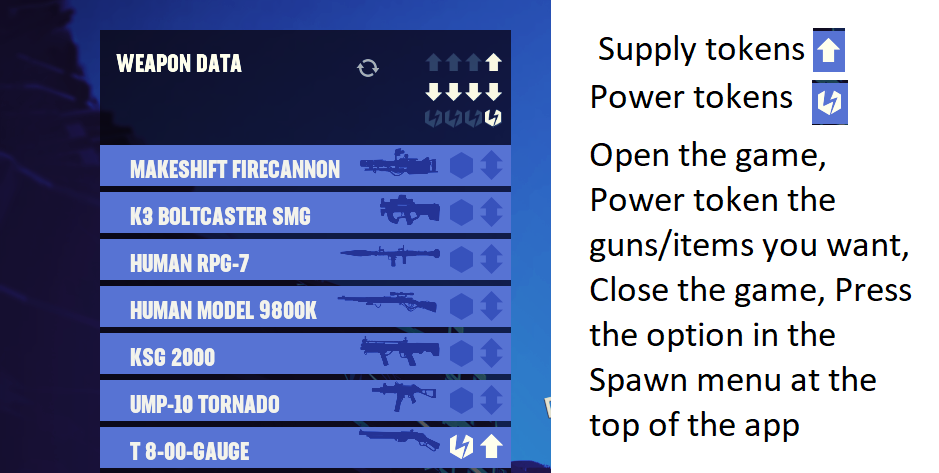 WEAPON DATA
MAKESHIFT FIRECANNON
K3 BOLTCASTER SMG
HUMAN RPG-7
HUMAN MODEL 9800K
KSG 2000
UMP-10 TORNADO
T 8-00-GAUGE
Supply tokens
Power tokens
Open the game,
Power token the
guns/items you want,
Close the game, Press
the option in the
Spawn menu at the
top of the app